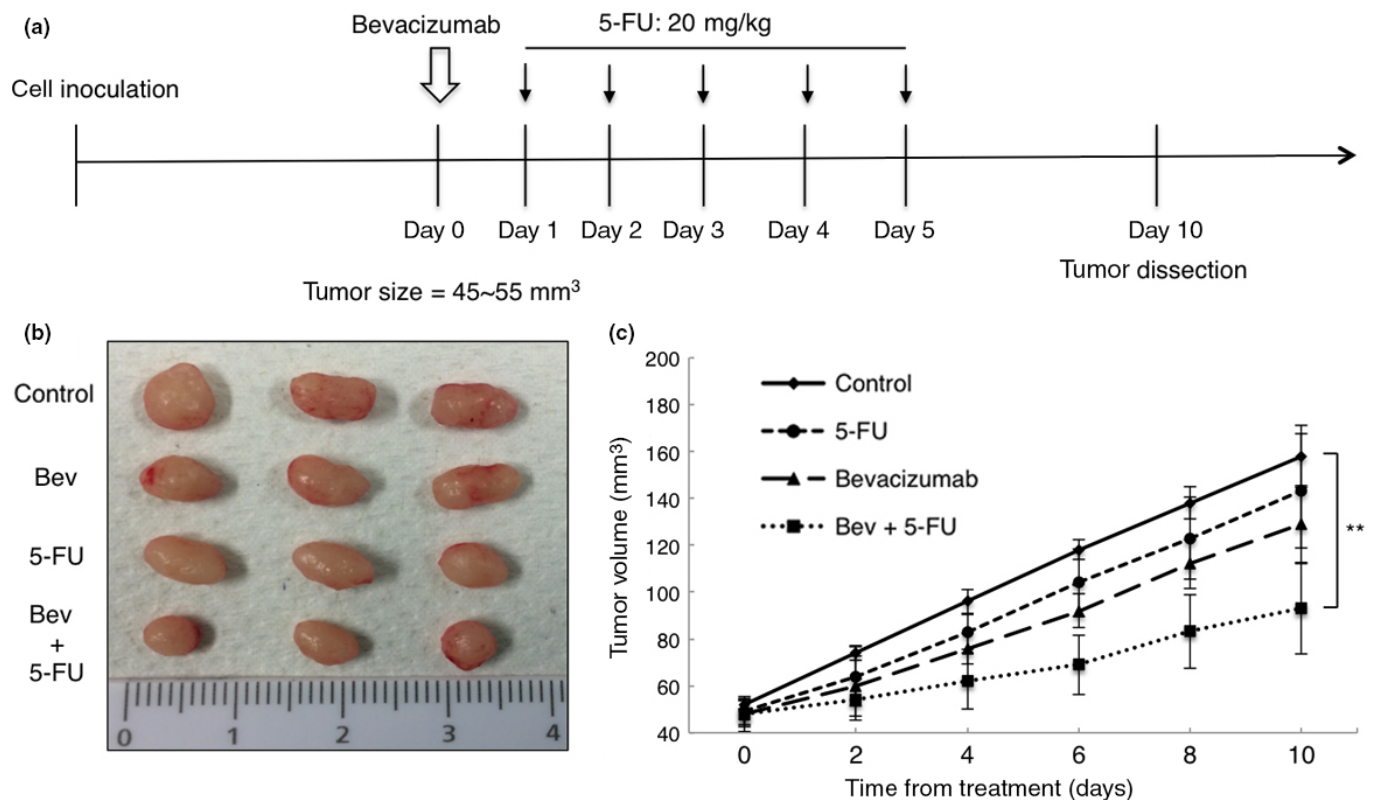 (a)
Bevacizumab
5-FU: 20 mg/kg
Cell inoculation
Day 0 Day 1 Day 2 Day 3 Day 4 Day 5 Day 10
Tumor dissection
Tumor size = 45~55 mm³
(b)
Control
Bev
5-FU
Bev
+
5-FU
0 1 2 3 4
(c)
Tumor volume (mm³)
200
180
160
140
120
100
80
60
40
Control
5-FU
Bevacizumab
Bev + 5-FU
**
0 2 4 6 8 10
Time from treatment (days)